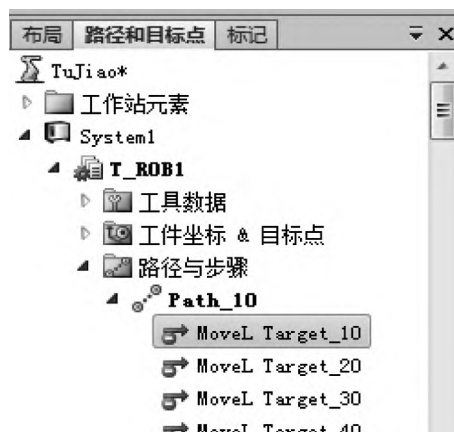 布局 路径和目标点 标记
TuJiao*
工作站元素
System1
T_ROB1
工具数据
工件坐标 & 目标点
路径与步骤
Path_10
MoveL Target_10
MoveL Target_20
MoveL Target_30
MoveL Target_40